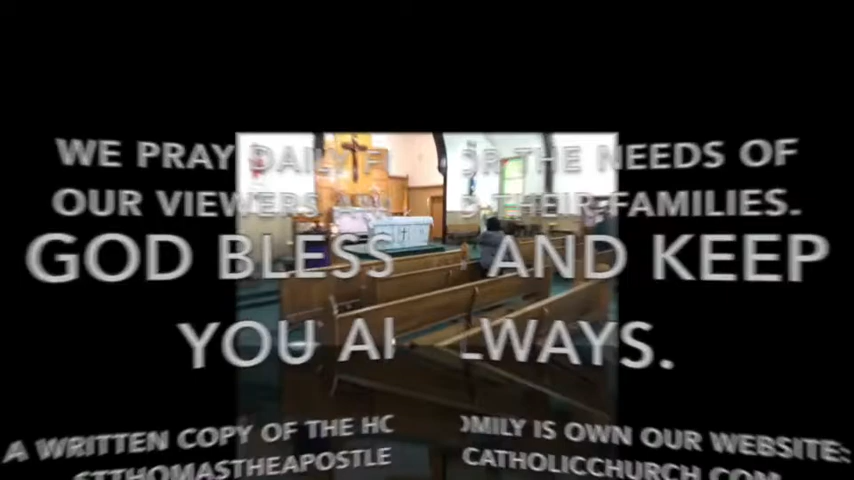 WE PRAY DAILY FOR THE NEEDS OF
OUR VIEWERS AND THEIR FAMILIES.
GOD BLESS AND KEEP
YOU ALWAYS.
A WRITTEN COPY OF THE HOMILY IS OWN OUR WEBSITE:
STTHOMASTHEAPOSTLECATHOLICCHURCH.COM